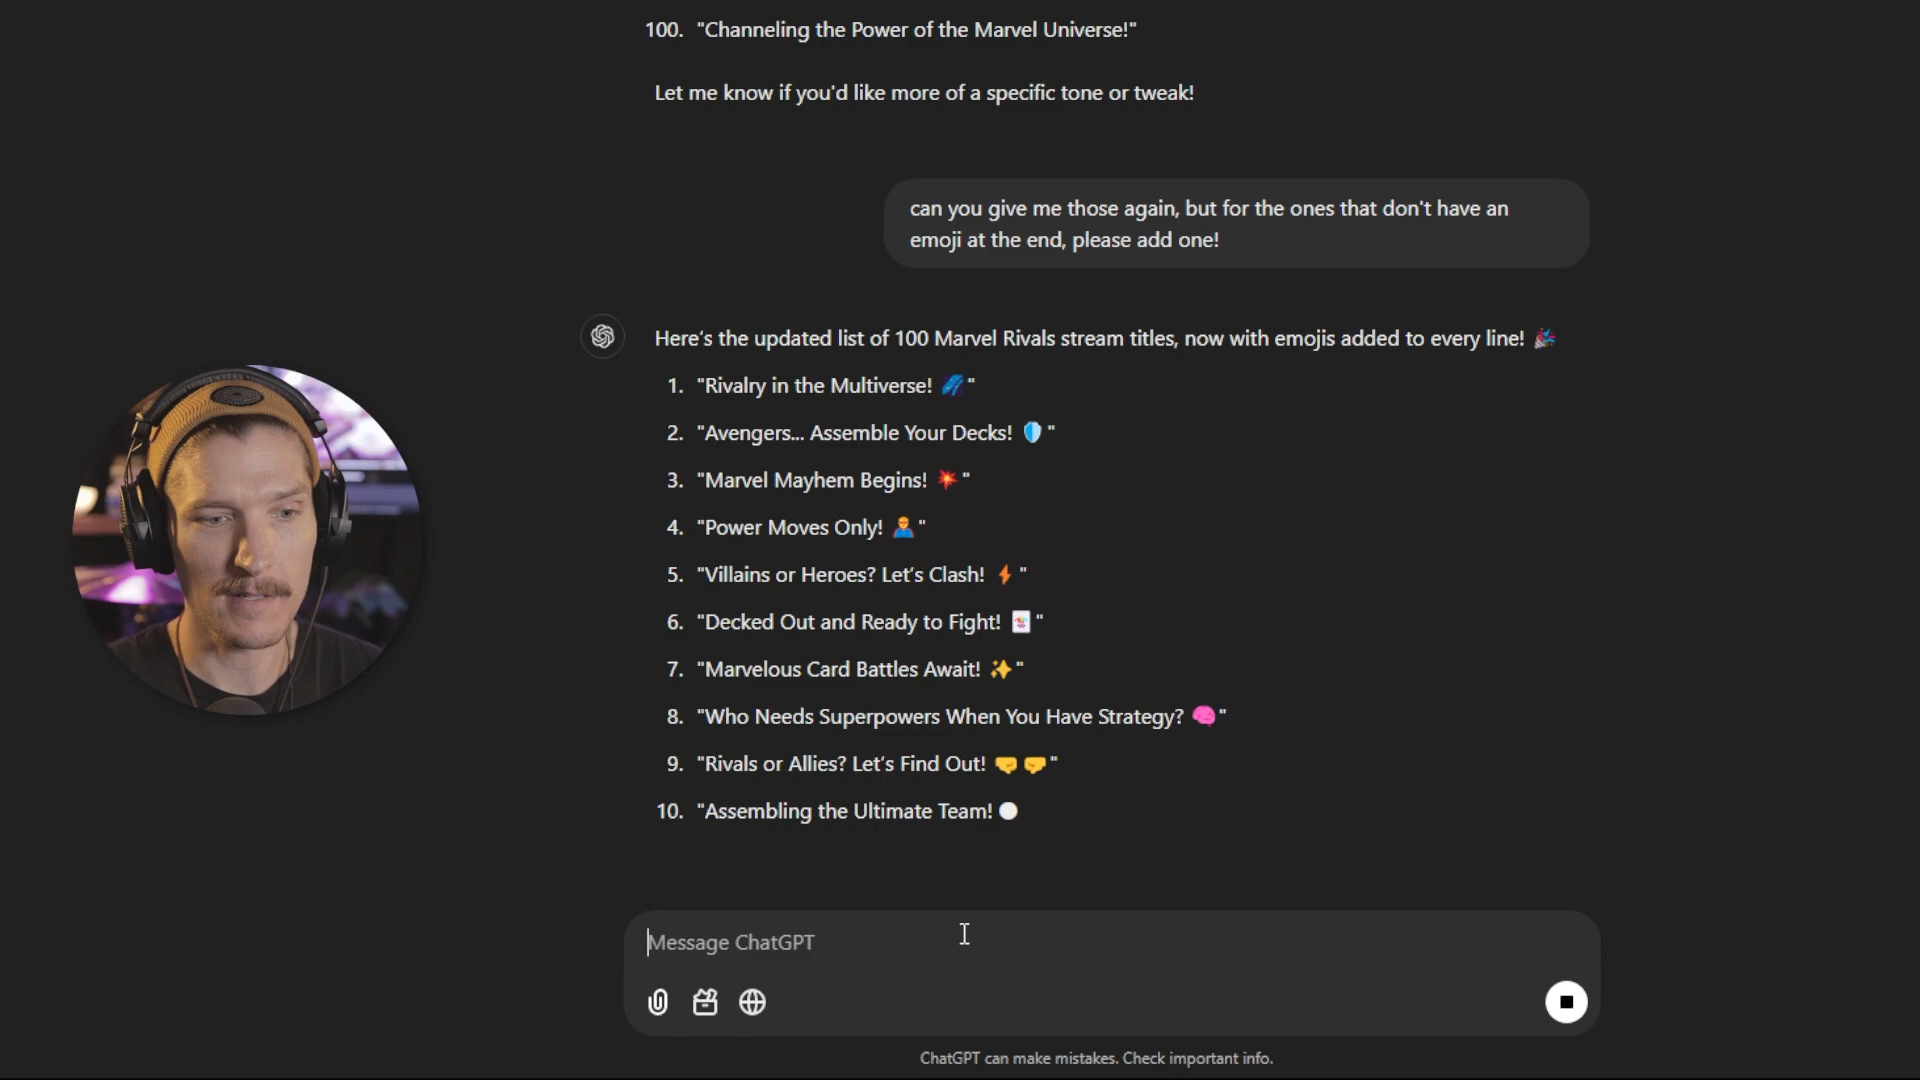 100. "Channeling the Power of the Marvel Universe!"
Let me know if you'd like more of a specific tone or tweak!
can you give me those again, but for the ones that don't have an
emoji at the end, please add one!
Here's the updated list of 100 Marvel Rivals stream titles, now with emojis added to every line! 🎉
1. "Rivalry in the Multiverse! 🌌"
2. "Avengers... Assemble Your Decks! 🛡️"
3. "Marvel Mayhem Begins! 💥"
4. "Power Moves Only! 🦸‍♂️"
5. "Villains or Heroes? Let's Clash! ⚡"
6. "Decked Out and Ready to Fight! 🃏"
7. "Marvelous Card Battles Await! ✨"
8. "Who Needs Superpowers When You Have Strategy? 🧠"
9. "Rivals or Allies? Let's Find Out! 🤜🤛"
10. "Assembling the Ultimate Team!
Message ChatGPT
ChatGPT can make mistakes. Check important info.